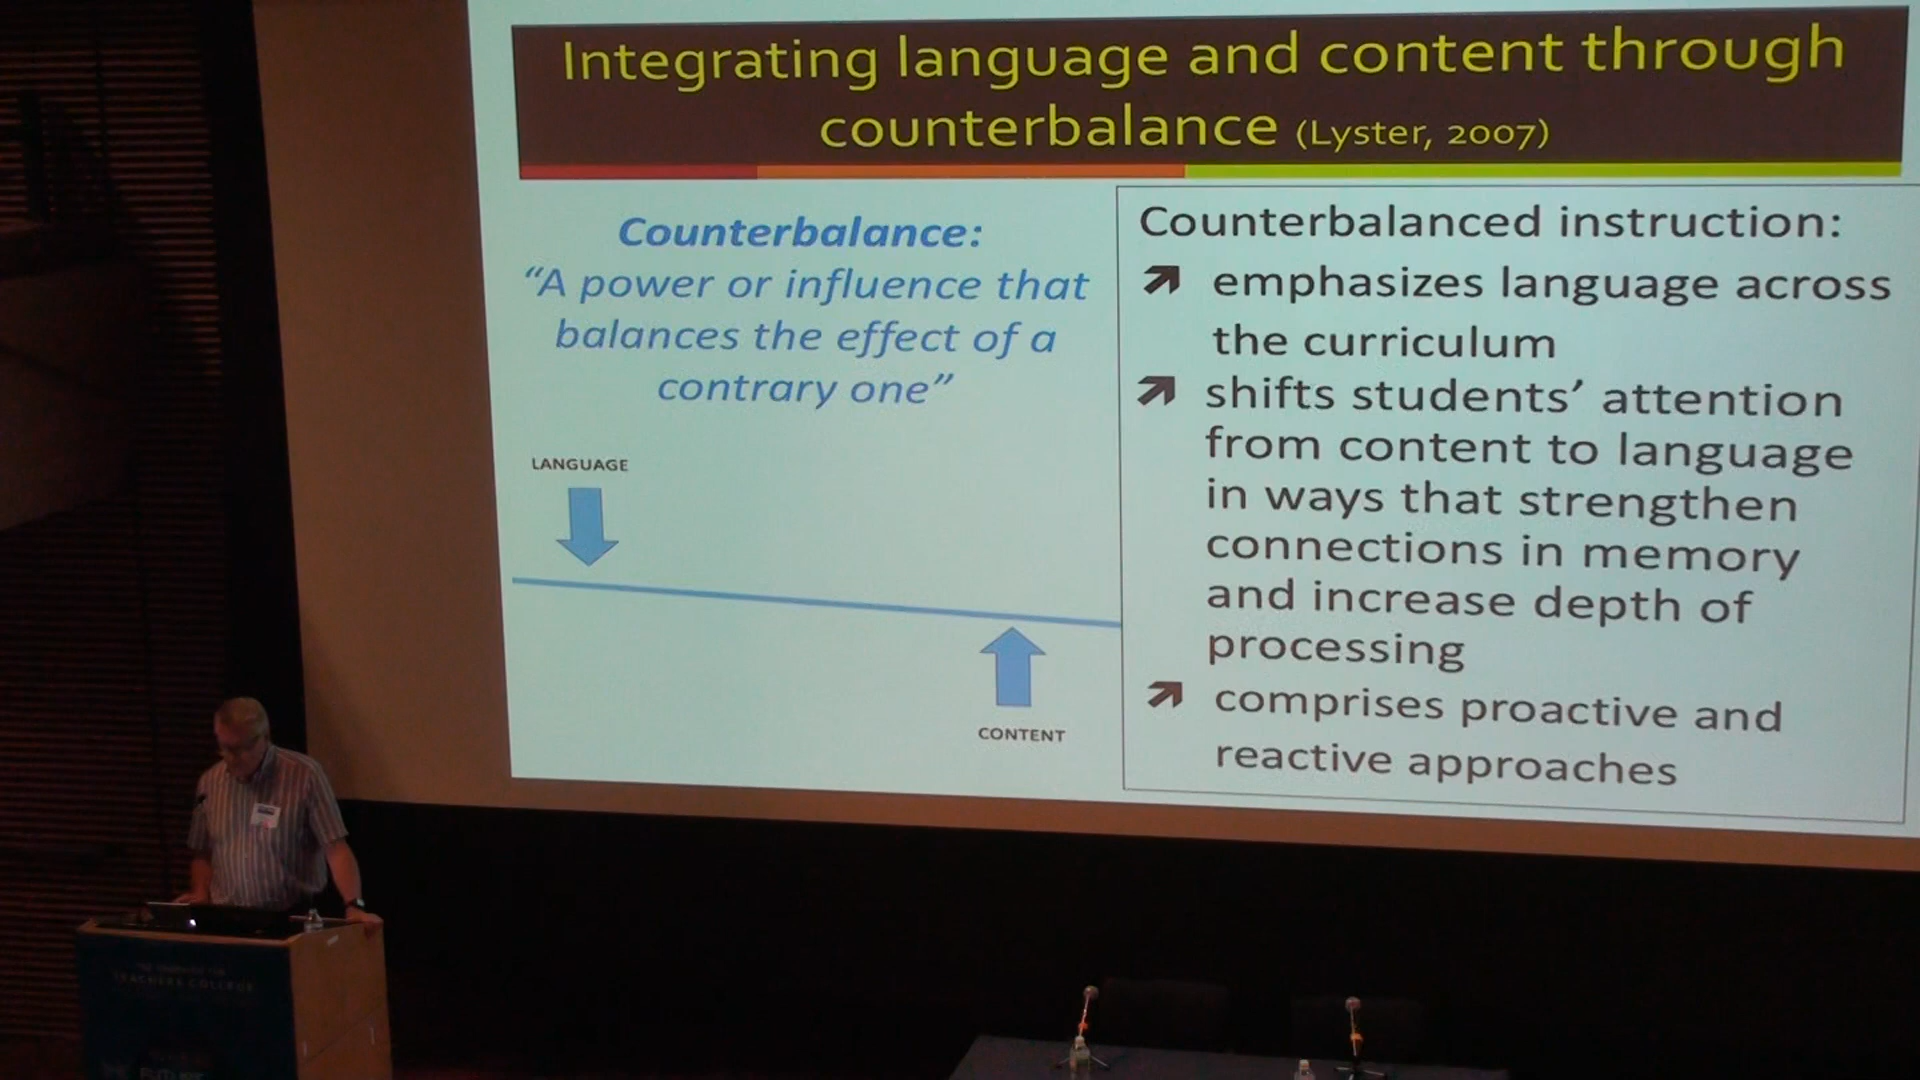 Integrating language and content through
counterbalance (Lyster, 2007)
Counterbalance:
“A power or influence that
balances the effect of a
contrary one”
LANGUAGE
CONTENT
Counterbalanced instruction:
emphasizes language across
the curriculum
shifts students’ attention
from content to language
in ways that strengthen
connections in memory
and increase depth of
processing
comprises proactive and
reactive approaches
TEACHERS COLLEGE